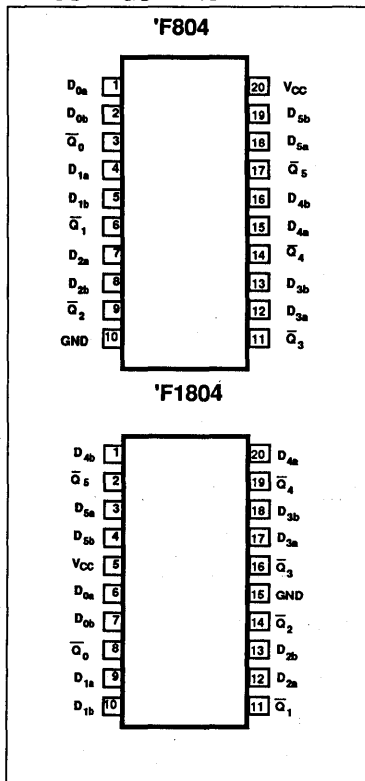 'F804
D0a 1 20 VCC
D0b 2 19 D5b
Q̅0 3 18 D5a
D1a 4 17 Q̅5
D1b 5 16 D4b
Q̅1 6 15 D4a
D2a 7 14 Q̅4
D2b 8 13 D3b
Q̅2 9 12 D3a
GND 10 11 Q̅3
'F1804
D4b 1 20 D4a
Q̅5 2 19 Q̅4
D5a 3 18 D3b
D5b 4 17 D3a
VCC 5 16 Q̅3
D0a 6 15 GND
D0b 7 14 Q̅2
Q̅0 8 13 D2b
D1a 9 12 D2a
D1b 10 11 Q̅1